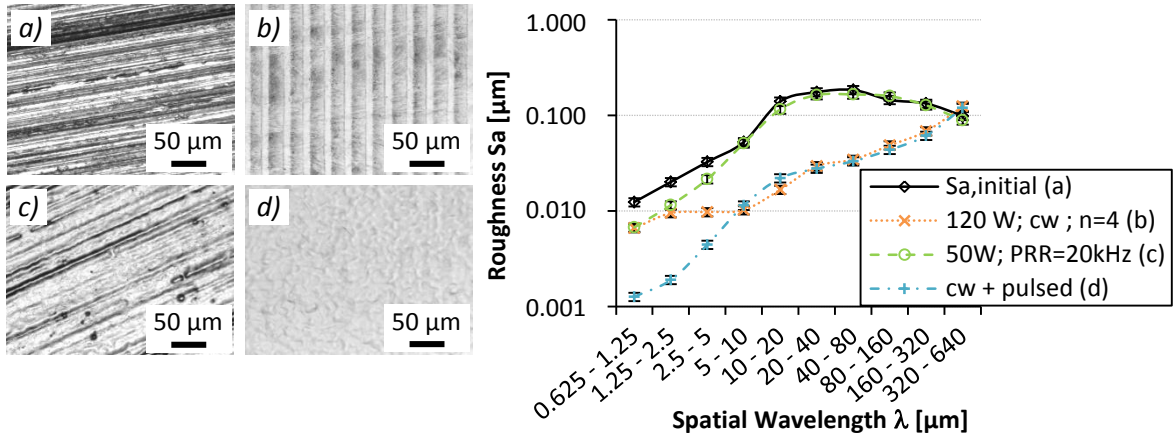 a)
50 µm
b)
50 µm
c)
50 µm
d)
50 µm
Roughness Sa [µm]
1.000
0.100
0.010
0.001
Sa,initial (a)
120 W; cw ; n=4 (b)
50W; PRR=20kHz (c)
cw + pulsed (d)
0.625 - 1.25
1.25 - 2.5
2.5 - 5
5 - 10
10 - 20
20 - 40
40 - 80
80 - 160
160 - 320
320 - 640
Spatial Wavelength λ [µm]